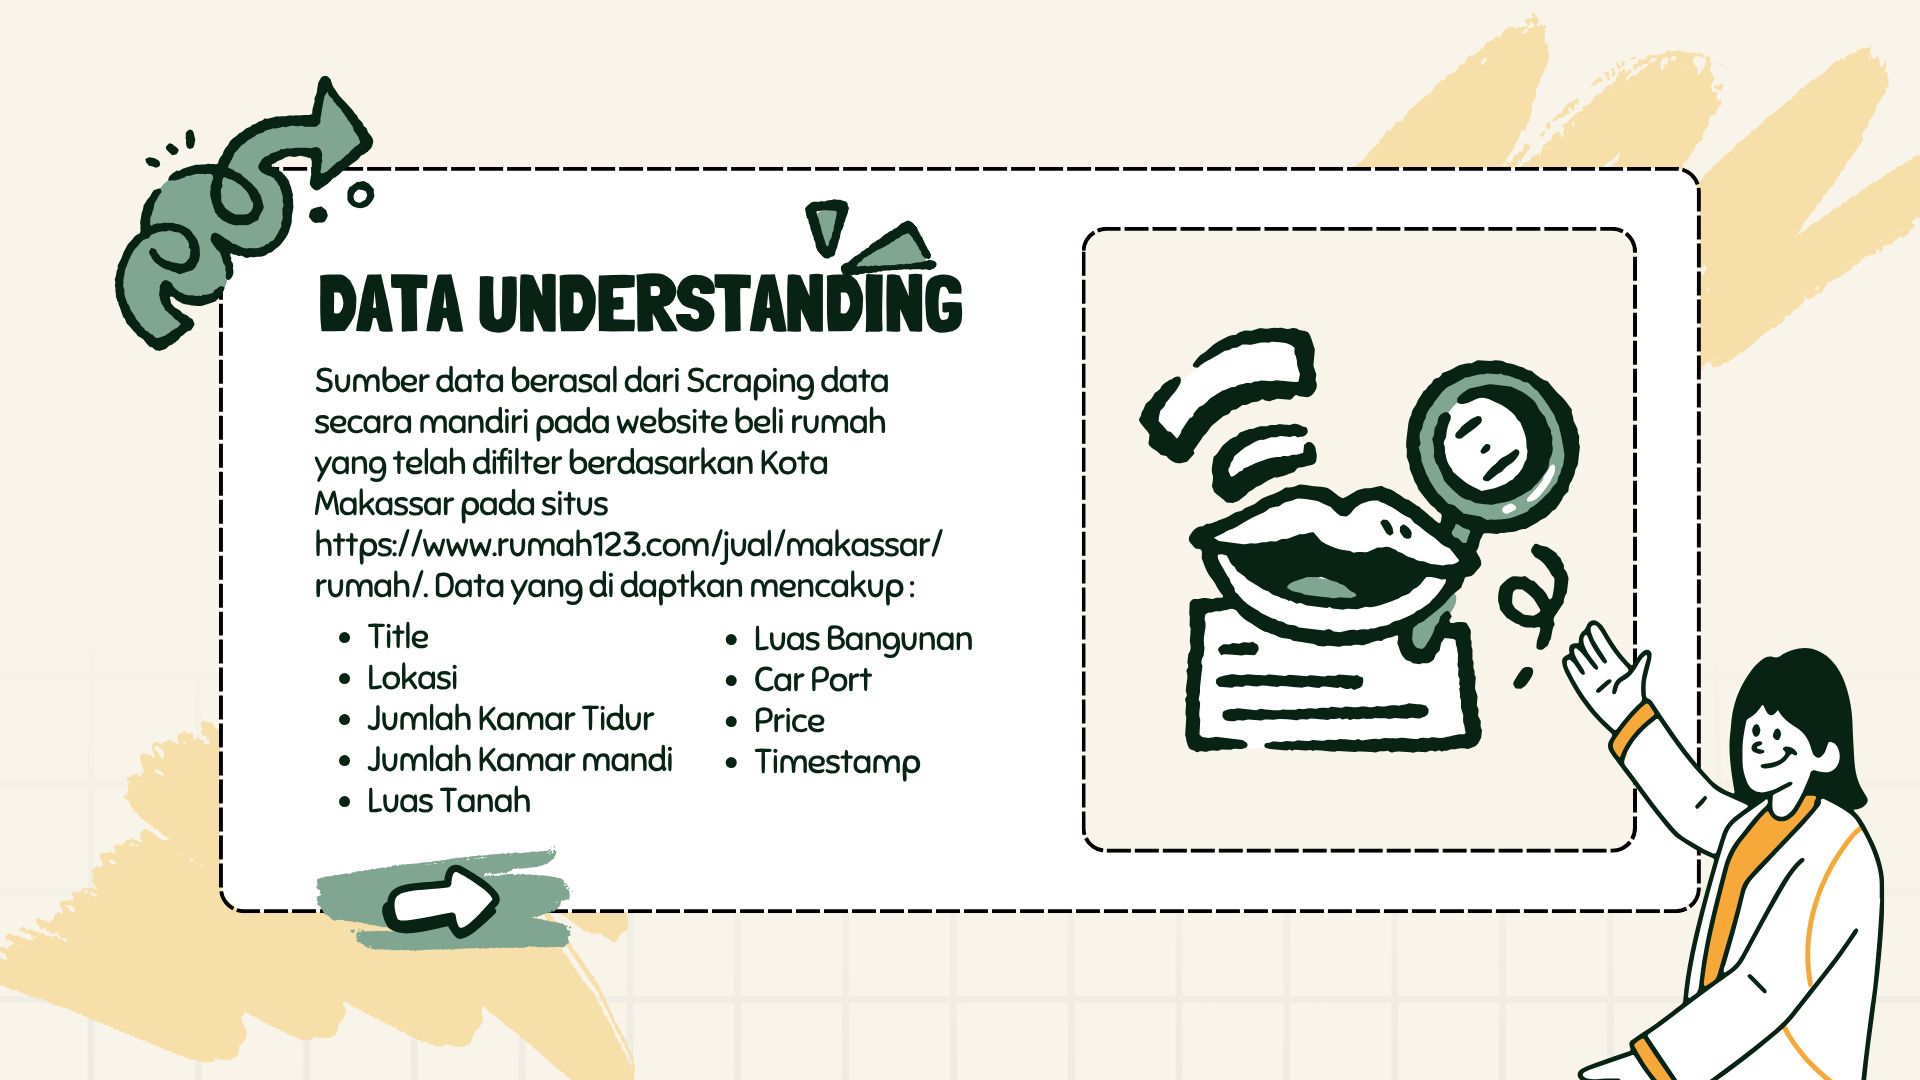 DATA UNDERSTANDING
Sumber data berasal dari Scraping data
secara mandiri pada website beli rumah
yang telah difilter berdasarkan Kota
Makassar pada situs
https://www.rumah123.com/jual/makassar/
rumah/. Data yang di daptkan mencakup :
• Title
• Lokasi
• Jumlah Kamar Tidur
• Jumlah Kamar mandi
• Luas Tanah
• Luas Bangunan
• Car Port
• Price
• Timestamp